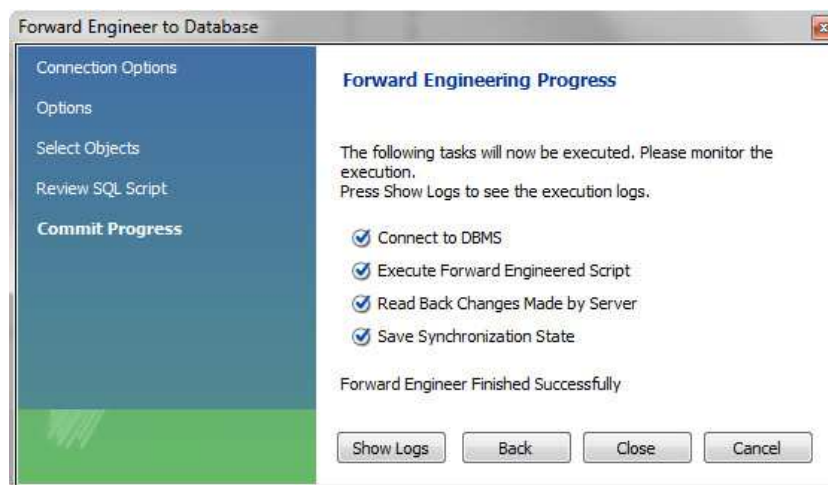 Forward Engineer to Database
Connection Options
Options
Select Objects
Review SQL Script
Commit Progress
Forward Engineering Progress
The following tasks will now be executed. Please monitor the
execution.
Press Show Logs to see the execution logs.
Connect to DBMS
Execute Forward Engineered Script
Read Back Changes Made by Server
Save Synchronization State
Forward Engineer Finished Successfully
Show Logs
Back
Close
Cancel